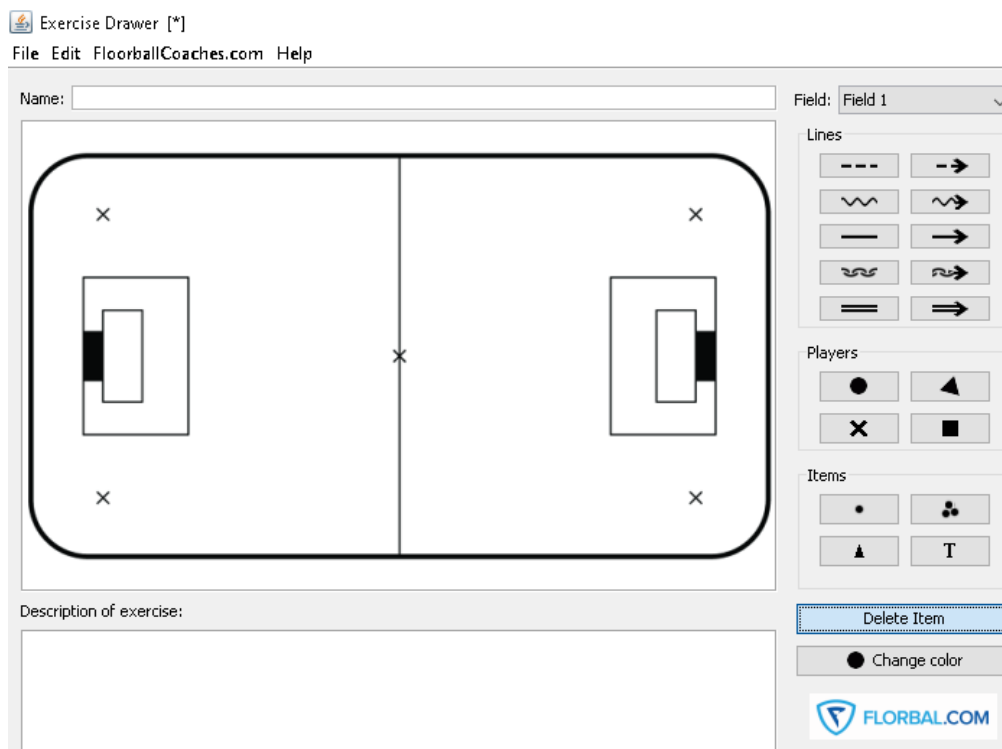 Exercise Drawer [*]
File Edit FloorballCoaches.com Help
Name:
Field: Field 1
Lines
Players
Items
T
Description of exercise:
Delete Item
Change color
FLORBAL.COM